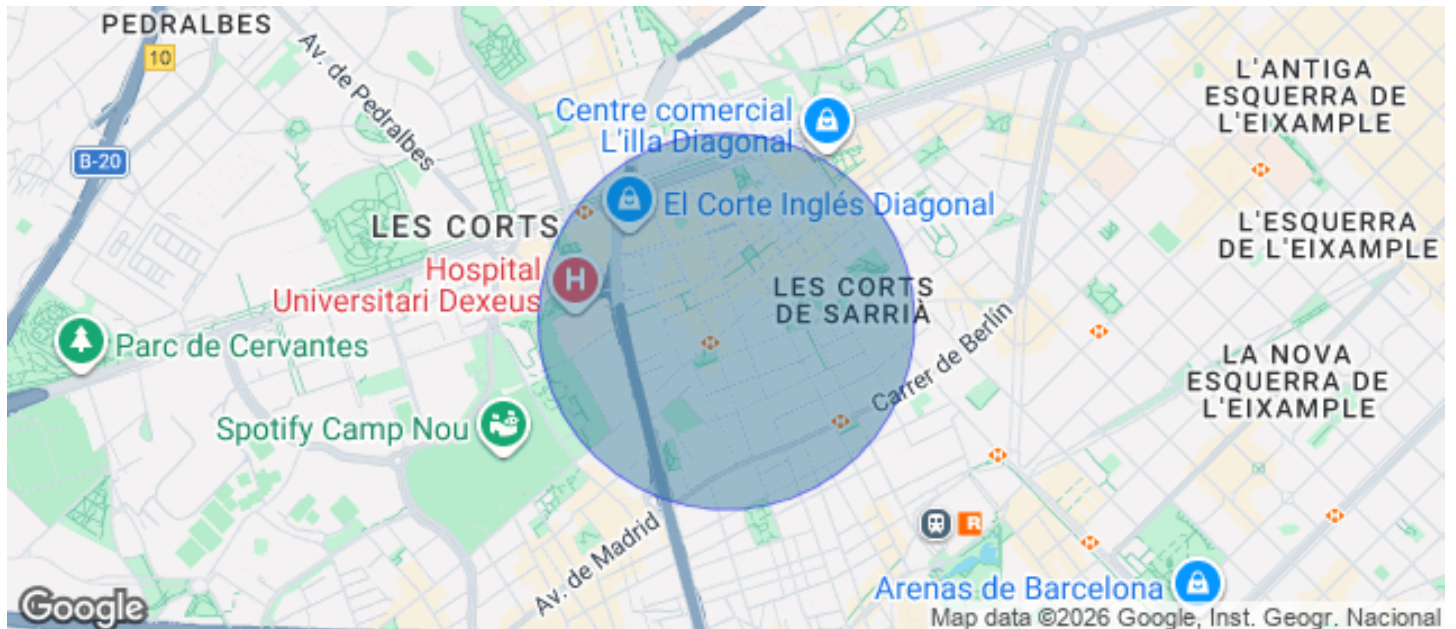 PEDRALBES
10
Av. de Pedralbes
B-20
Centre comercial
L'illa Diagonal
L'ANTIGA
ESQUERRA DE
L'EIXAMPLE
El Corte Inglés Diagonal
LES CORTS
L'ESQUERRA
DE L'EIXAMPLE
Hospital
Universitari Dexeus
H
LES CORTS
DE SARRIÀ
Parc de Cervantes
Carrer de Berlín
LA NOVA
ESQUERRA DE
L'EIXAMPLE
Spotify Camp Nou
Av. de Madrid
R
Arenas de Barcelona
Google
Map data ©2026 Google, Inst. Geogr. Nacional